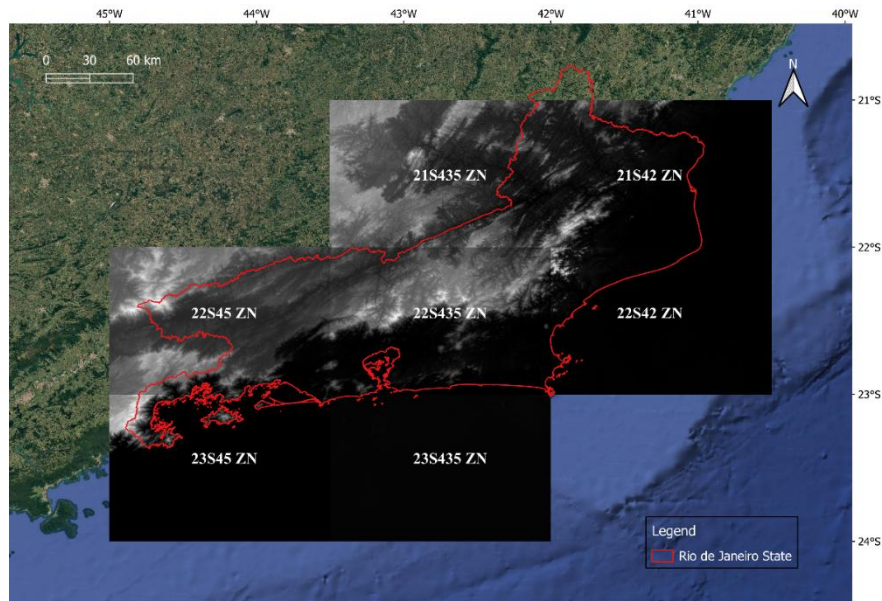 45°W 44°W 43°W 42°W 41°W 40°W
0 30 60 km
N
21°S
21S435 ZN 21S42 ZN
22°S
22S45 ZN 22S435 ZN 22S42 ZN
23°S
23S45 ZN 23S435 ZN
Legend
Rio de Janeiro State
24°S